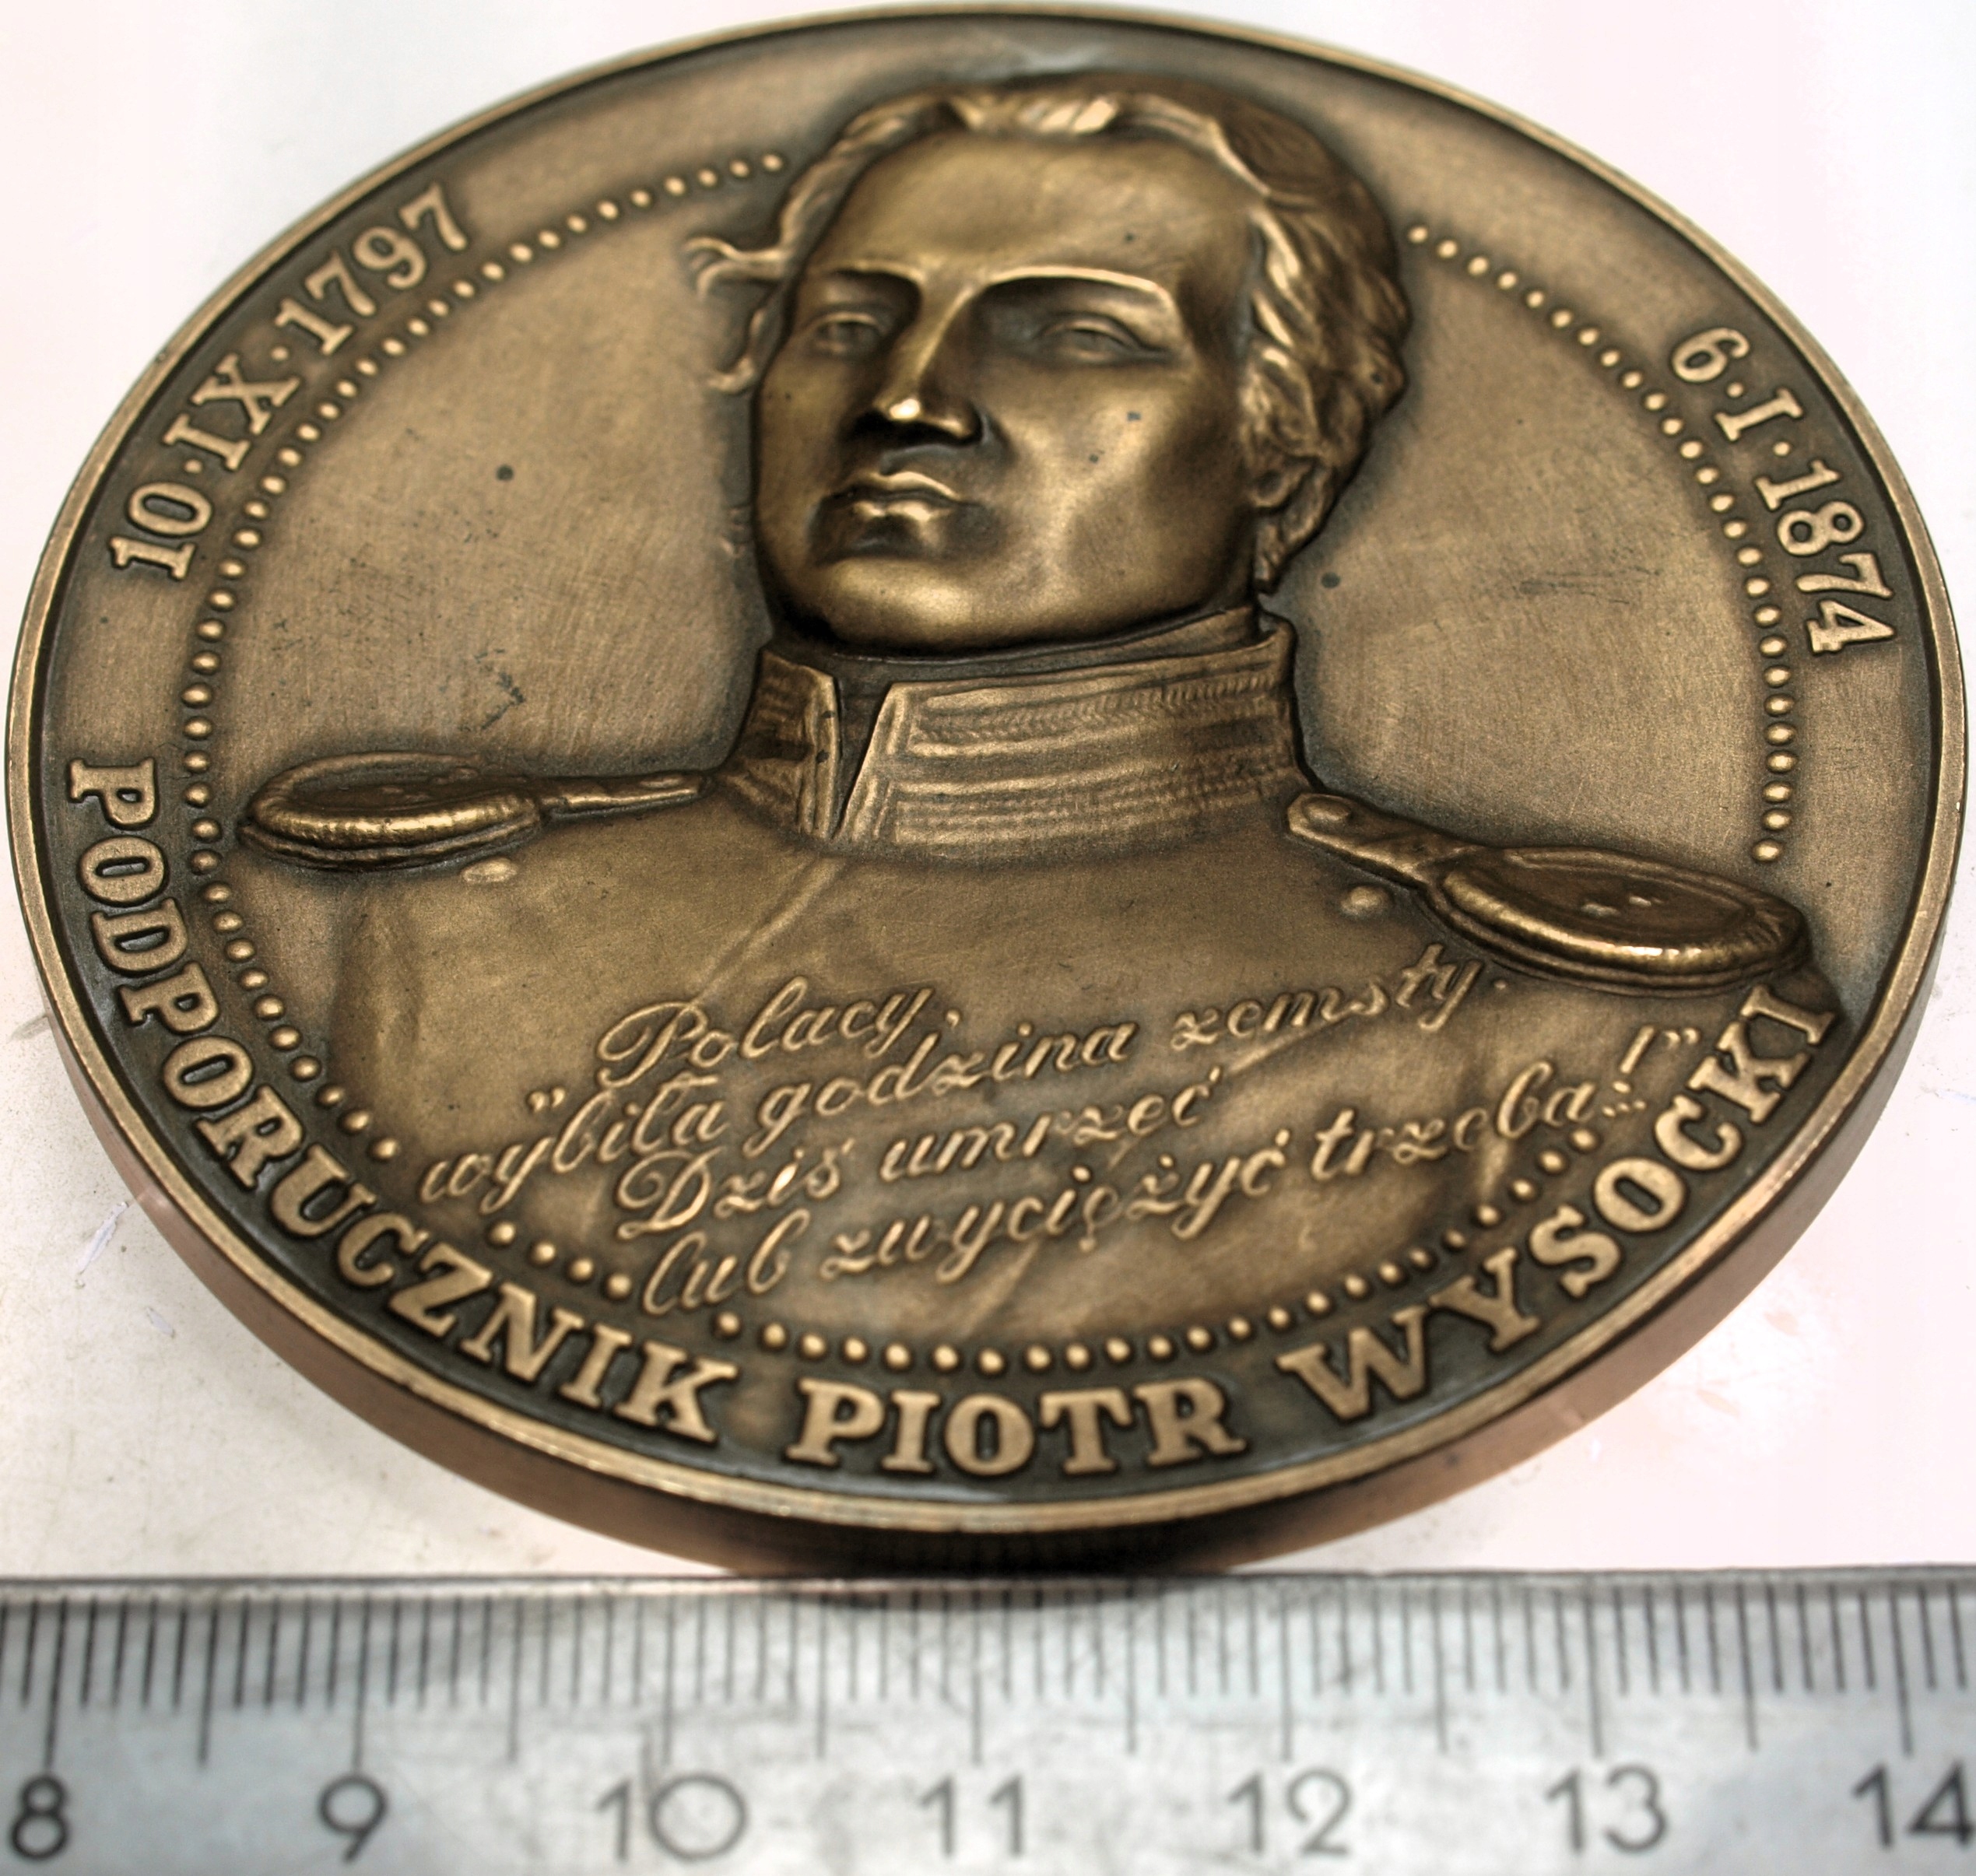 10·IX·1797
6·I·1874
Polacy,
"wybiła godzina zemsty.
Dziś umrzeć
lub zwyciężyć trzeba!..."
PODPORUCZNIK PIOTR WYSOCKI
8 9 10 11 12 13 14